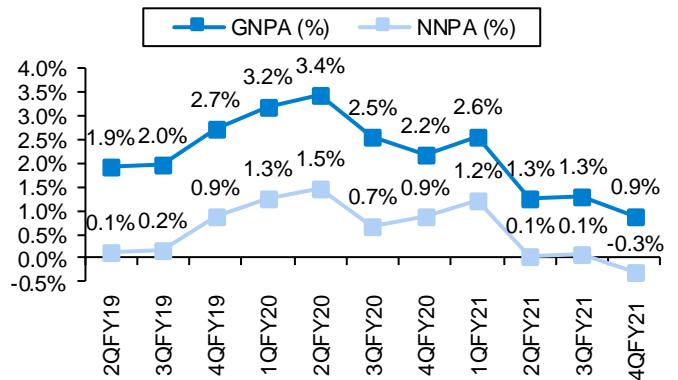 GNPA (%) NNPA (%)
4.0%
3.5%
3.0%
2.5%
2.0%
1.5%
1.0%
0.5%
0.0%
-0.5%
1.9% 2.0% 2.7% 3.2% 3.4% 2.5% 2.2% 2.6% 1.3% 1.3% 0.9%
0.1% 0.2% 0.9% 1.3% 1.5% 0.7% 0.9% 1.2% 0.1% 0.1% -0.3%
2QFY19 3QFY19 4QFY19 1QFY20 2QFY20 3QFY20 4QFY20 1QFY21 2QFY21 3QFY21 4QFY21